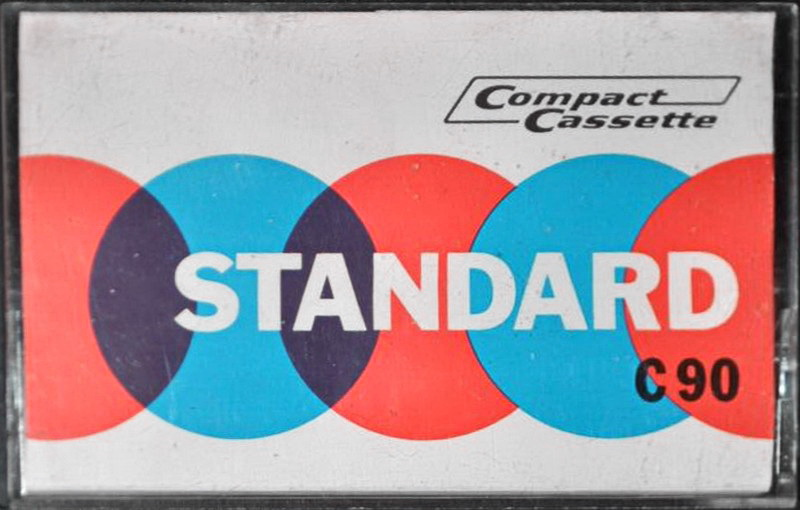 Compact
Cassette
STANDARD
C 90